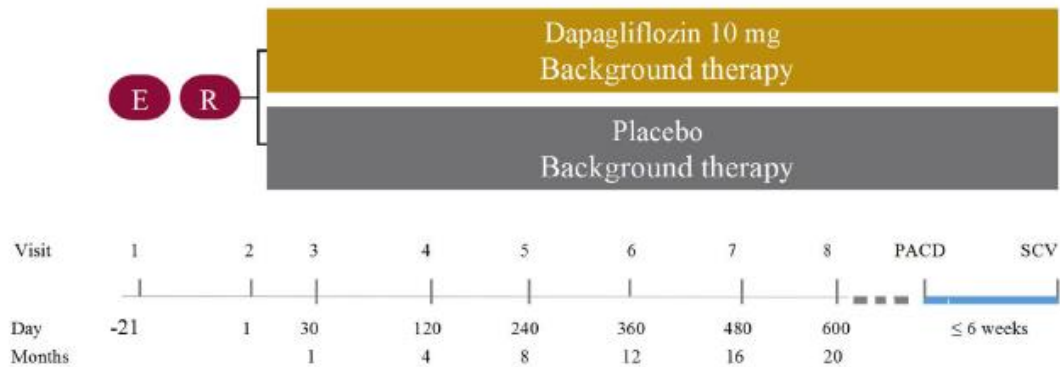 Dapagliflozin 10 mg
Background therapy
E R
Placebo
Background therapy
Visit 1 2 3 4 5 6 7 8 PACD SCV
Day -21 1 30 120 240 360 480 600 ≤ 6 weeks
Months 1 4 8 12 16 20